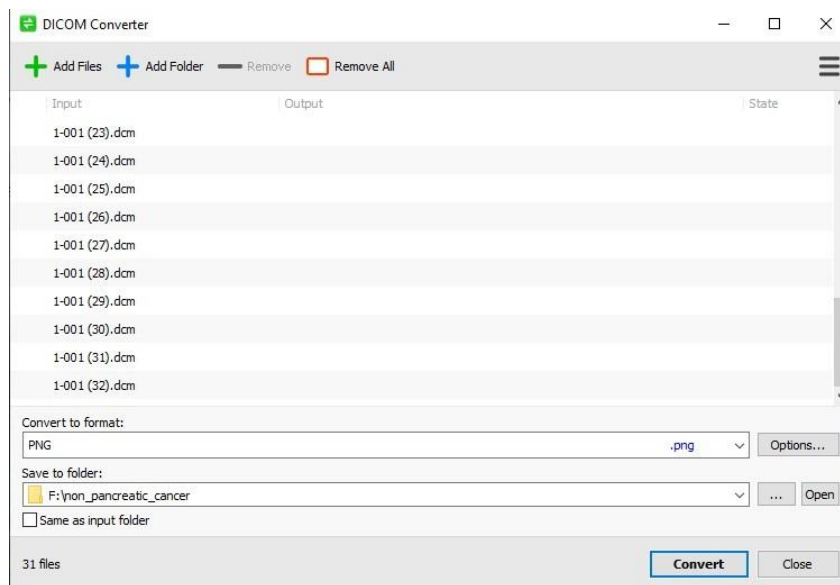 DICOM Converter
Add Files Add Folder Remove Remove All
Input Output State
1-001 (23).dcm
1-001 (24).dcm
1-001 (25).dcm
1-001 (26).dcm
1-001 (27).dcm
1-001 (28).dcm
1-001 (29).dcm
1-001 (30).dcm
1-001 (31).dcm
1-001 (32).dcm
Convert to format:
PNG .png Options...
Save to folder:
F:\non_pancreatic_cancer ... Open
Same as input folder
31 files Convert Close